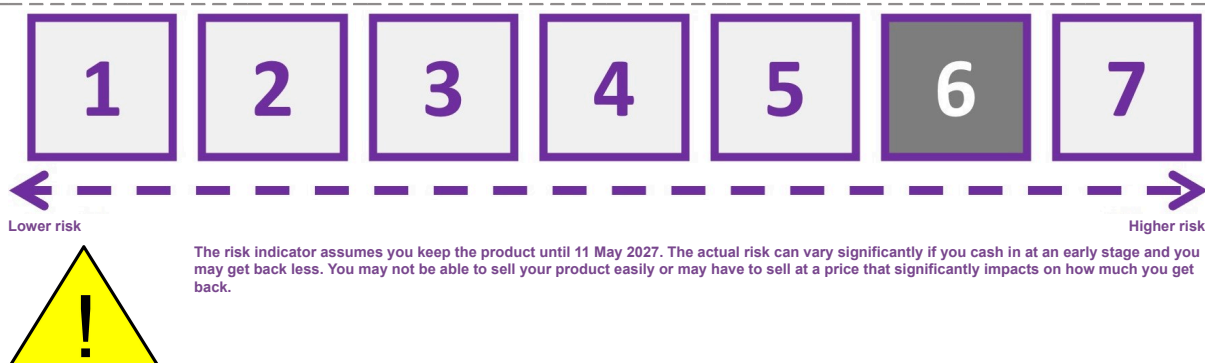 1 2 3 4 5 6 7
Lower risk Higher risk
The risk indicator assumes you keep the product until 11 May 2027. The actual risk can vary significantly if you cash in at an early stage and you
may get back less. You may not be able to sell your product easily or may have to sell at a price that significantly impacts on how much you get
back.
!